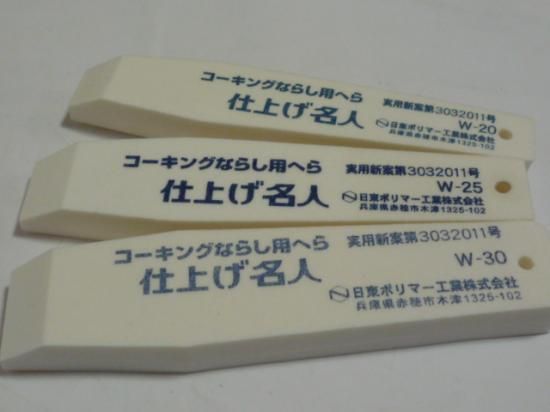 コーキングならし用へら
仕上げ名人
実用新案第3032011号
W-20
日東ポリマー工業株式会社
兵庫県赤穂市木津1325-102
コーキングならし用へら
仕上げ名人
実用新案第3032011号
W-25
日東ポリマー工業株式会社
兵庫県赤穂市木津1325-102
コーキングならし用へら
仕上げ名人
実用新案第3032011号
W-30
日東ポリマー工業株式会社
兵庫県赤穂市木津1325-102